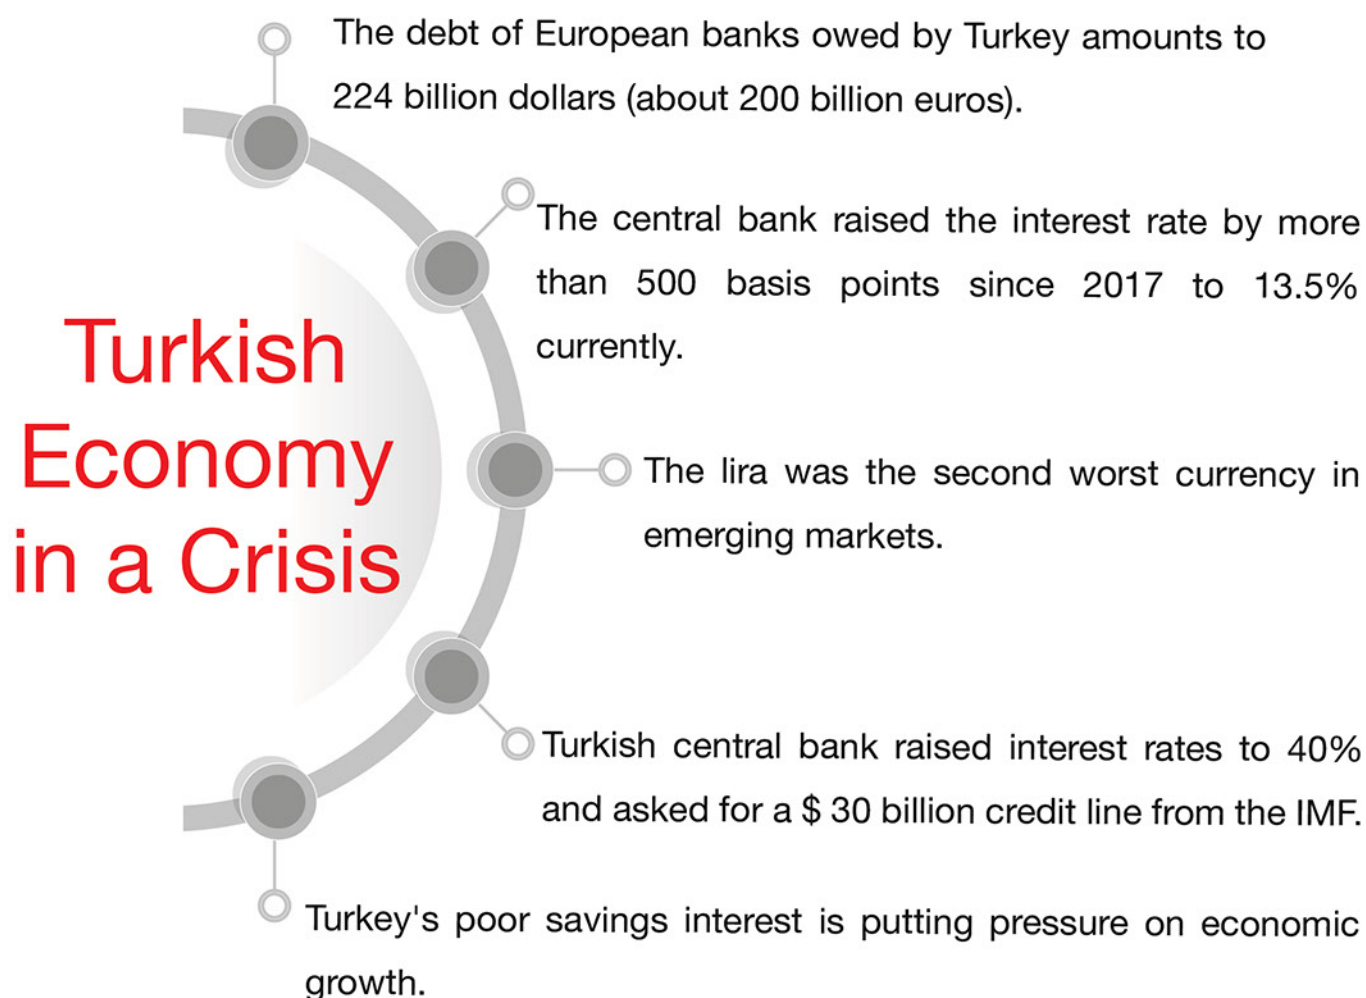 The debt of European banks owed by Turkey amounts to
224 billion dollars (about 200 billion euros).
The central bank raised the interest rate by more
than 500 basis points since 2017 to 13.5%
currently.
Turkish
Economy
in a Crisis
The lira was the second worst currency in
emerging markets.
Turkish central bank raised interest rates to 40%
and asked for a $ 30 billion credit line from the IMF.
Turkey's poor savings interest is putting pressure on economic
growth.